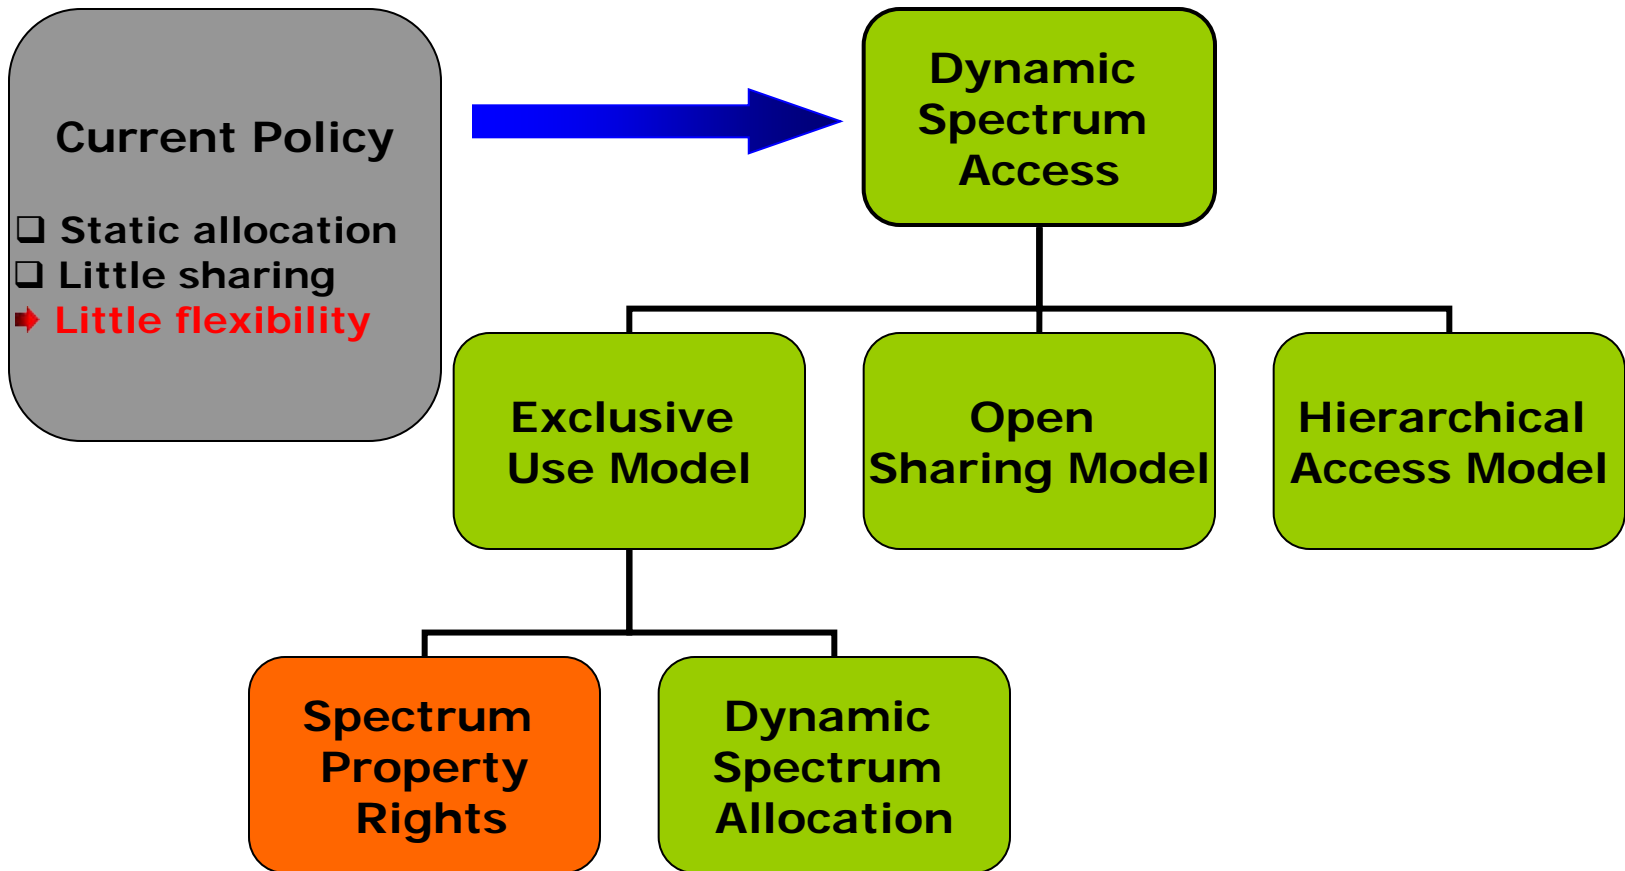 Current Policy
❑ Static allocation
❑ Little sharing
Little flexibility
Dynamic
Spectrum
Access
Exclusive
Use Model
Open
Sharing Model
Hierarchical
Access Model
Spectrum
Property
Rights
Dynamic
Spectrum
Allocation